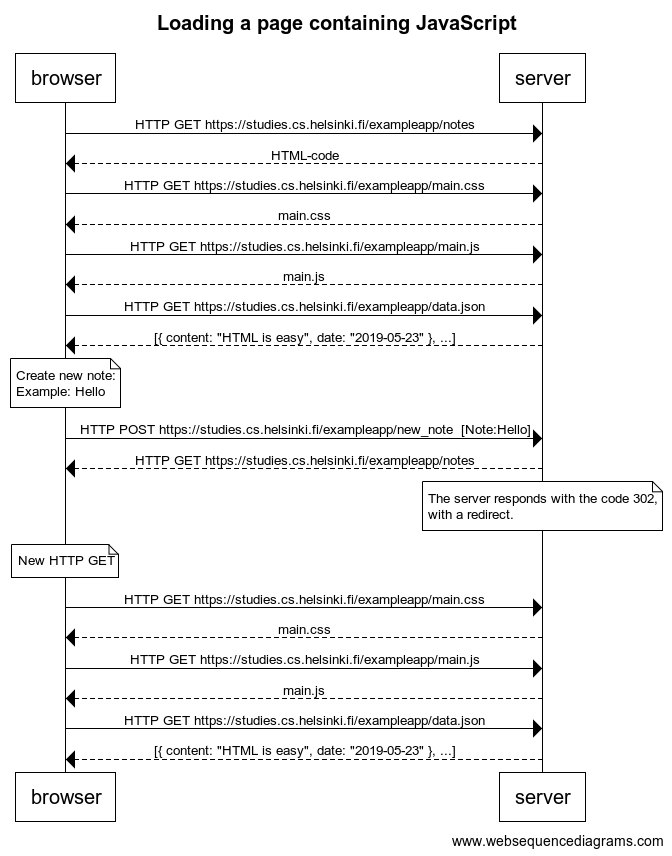 Loading a page containing JavaScript
browser
server
HTTP GET https://studies.cs.helsinki.fi/exampleapp/notes
HTML-code
HTTP GET https://studies.cs.helsinki.fi/exampleapp/main.css
main.css
HTTP GET https://studies.cs.helsinki.fi/exampleapp/main.js
main.js
HTTP GET https://studies.cs.helsinki.fi/exampleapp/data.json
[{ content: "HTML is easy", date: "2019-05-23" }, ...]
Create new note:
Example: Hello
HTTP POST https://studies.cs.helsinki.fi/exampleapp/new_note  [Note:Hello]
HTTP GET https://studies.cs.helsinki.fi/exampleapp/notes
The server responds with the code 302,
with a redirect.
New HTTP GET
HTTP GET https://studies.cs.helsinki.fi/exampleapp/main.css
main.css
HTTP GET https://studies.cs.helsinki.fi/exampleapp/main.js
main.js
HTTP GET https://studies.cs.helsinki.fi/exampleapp/data.json
[{ content: "HTML is easy", date: "2019-05-23" }, ...]
browser
server
www.websequencediagrams.com